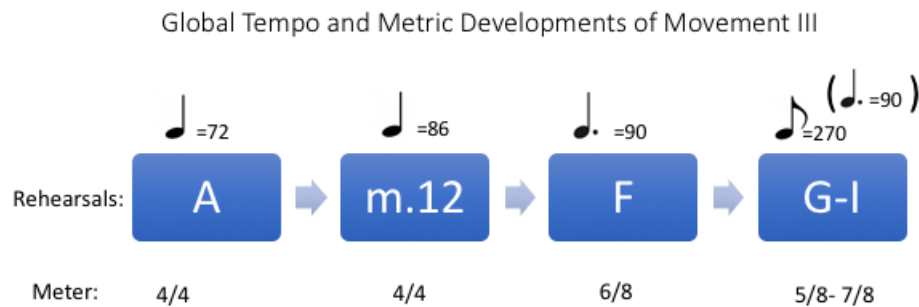 Global Tempo and Metric Developments of Movement III
♩=72 ♩=86 ♩.=90 ♪=270 (♩.=90)
Rehearsals: A m.12 F G-I
Meter: 4/4 4/4 6/8 5/8- 7/8